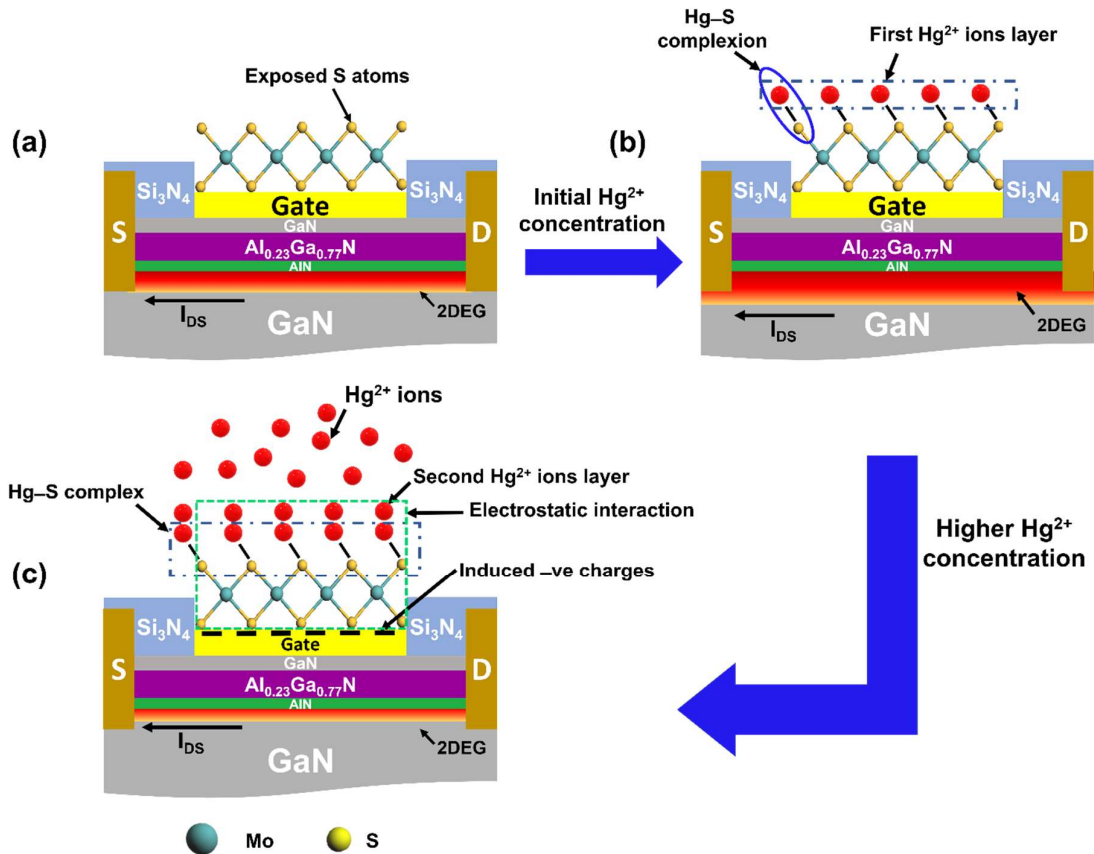 (a)
Exposed S atoms
Si₃N₄
Si₃N₄
Gate
S
D
GaN
Al₀.₂₃Ga₀.₇₇N
AlN
I_DS
2DEG
GaN
Initial Hg²⁺
concentration
(b)
Hg–S
complexion
First Hg²⁺ ions layer
Si₃N₄
Si₃N₄
Gate
S
D
GaN
Al₀.₂₃Ga₀.₇₇N
AlN
I_DS
2DEG
GaN
Higher Hg²⁺
concentration
(c)
Hg²⁺ ions
Hg–S complex
Second Hg²⁺ ions layer
Electrostatic interaction
Induced –ve charges
Si₃N₄
Si₃N₄
Gate
S
D
GaN
Al₀.₂₃Ga₀.₇₇N
AlN
I_DS
2DEG
GaN
Mo
S